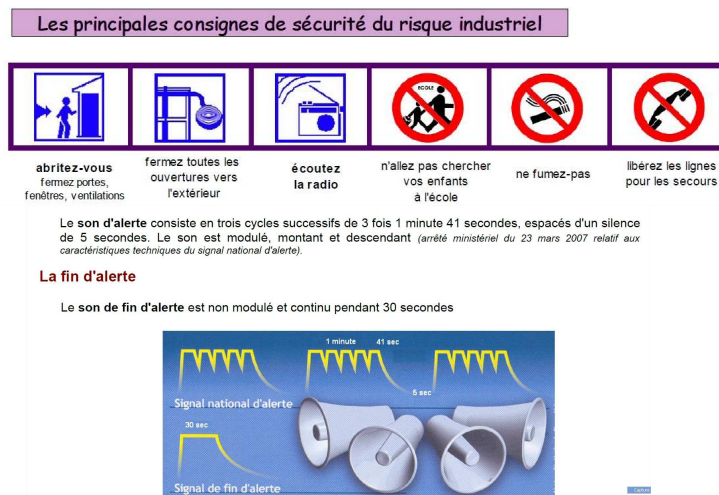 Les principales consignes de sécurité du risque industriel
ECOLE
abritez-vous
fermez portes,
fenêtres, ventilations
fermez toutes les
ouvertures vers
l'extérieur
écoutez
la radio
n'allez pas chercher
vos enfants
à l'école
ne fumez-pas
libérez les lignes
pour les secours
Le son d'alerte consiste en trois cycles successifs de 3 fois 1 minute 41 secondes, espacés d'un silence
de 5 secondes. Le son est modulé, montant et descendant (arrêté ministériel du 23 mars 2007 relatif aux
caractéristiques techniques du signal national d'alerte).
La fin d'alerte
Le son de fin d'alerte est non modulé et continu pendant 30 secondes
1 minute 41 sec
5 sec
Signal national d'alerte
30 sec
Signal de fin d'alerte